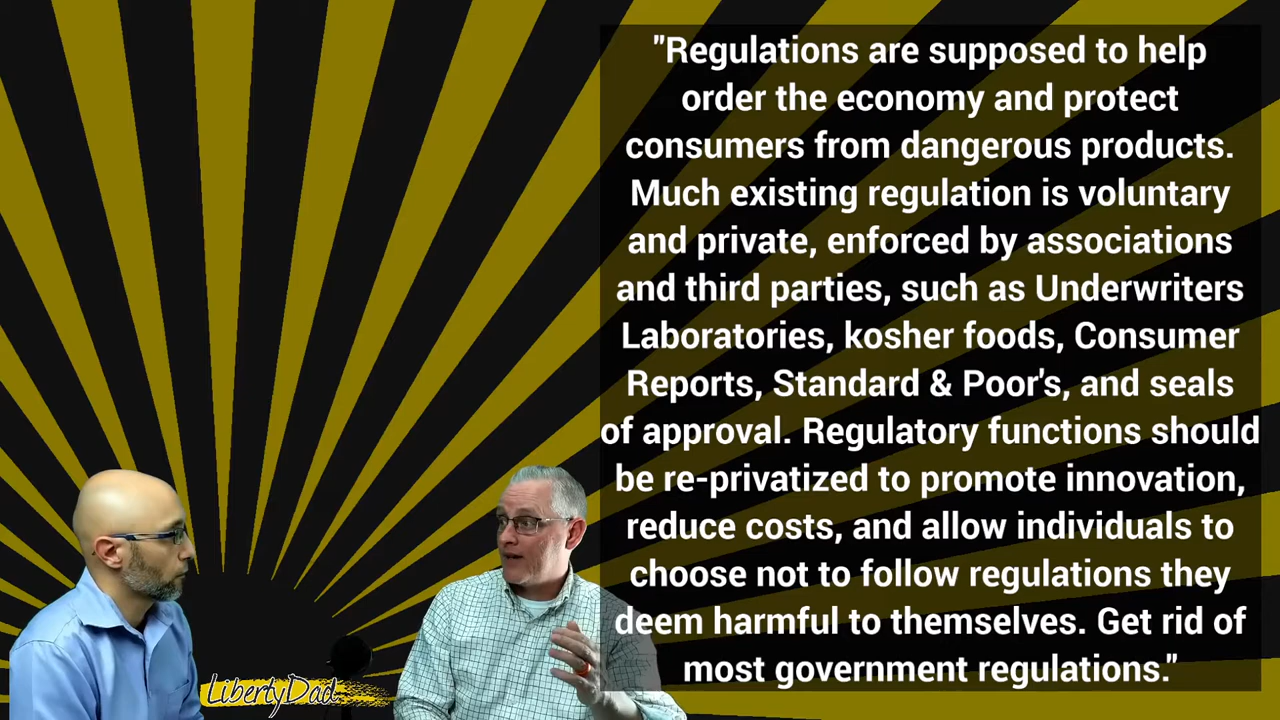 "Regulations are supposed to help
order the economy and protect
consumers from dangerous products.
Much existing regulation is voluntary
and private, enforced by associations
and third parties, such as Underwriters
Laboratories, kosher foods, Consumer
Reports, Standard & Poor's, and seals
of approval. Regulatory functions should
be re-privatized to promote innovation,
reduce costs, and allow individuals to
choose not to follow regulations they
deem harmful to themselves. Get rid of
most government regulations."
LibertyDad